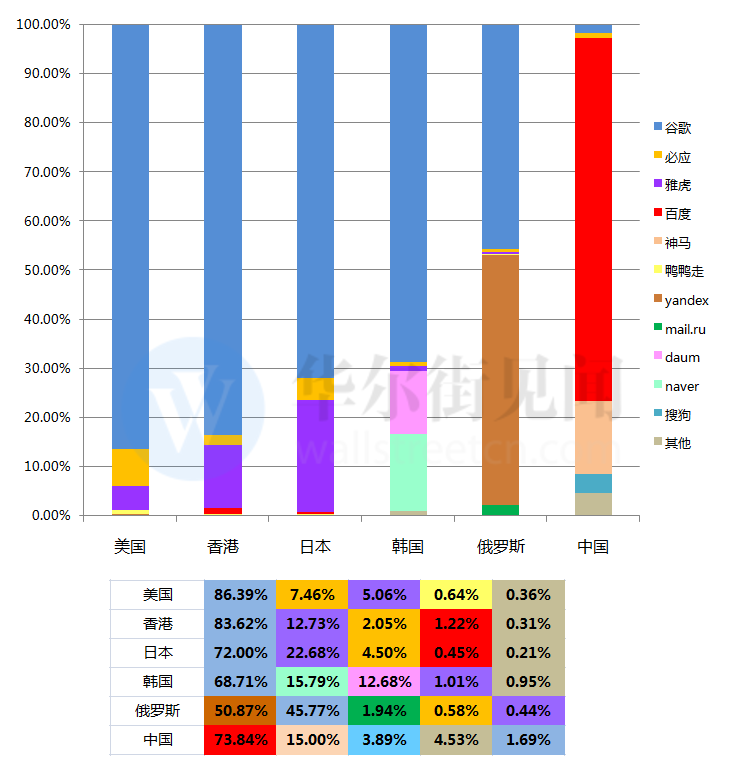 100.00%
90.00%
80.00%
70.00%
60.00%
50.00%
40.00%
30.00%
20.00%
10.00%
0.00%
美国 香港 日本 韩国 俄罗斯 中国
谷歌
必应
雅虎
百度
神马
鸭鸭走
yandex
mail.ru
daum
naver
搜狗
其他
华尔街见闻
wallstreetcn.com
美国 86.39% 7.46% 5.06% 0.64% 0.36%
香港 83.62% 12.73% 2.05% 1.22% 0.31%
日本 72.00% 22.68% 4.50% 0.45% 0.21%
韩国 68.71% 15.79% 12.68% 1.01% 0.95%
俄罗斯 50.87% 45.77% 1.94% 0.58% 0.44%
中国 73.84% 15.00% 3.89% 4.53% 1.69%